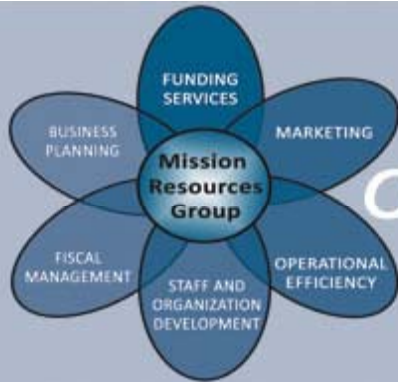 FUNDING
SERVICES
BUSINESS
PLANNING
MARKETING
Mission
Resources
Group
FISCAL
MANAGEMENT
OPERATIONAL
EFFICIENCY
STAFF AND
ORGANIZATION
DEVELOPMENT